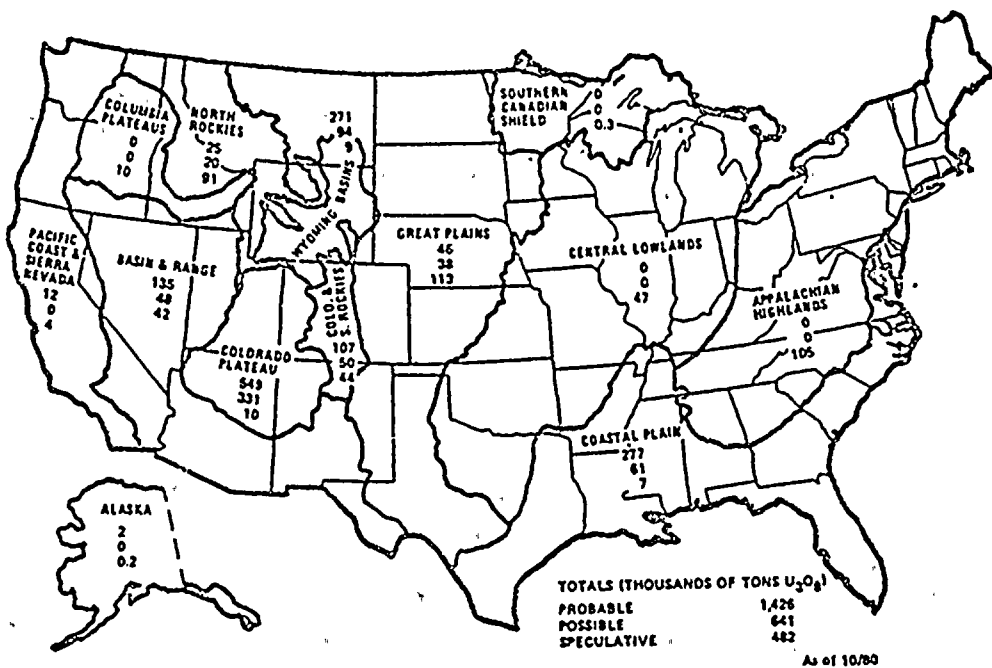 COLUMBIA
PLATEAUS
0
0
10
NORTH
ROCKIES
25
20
91
271
94
9
WYOMING BASINS
SOUTHERN
CANADIAN
SHIELD
0
0
0.3
PACIFIC
COAST &
SIERRA
NEVADA
12
0
4
BASIN & RANGE
135
48
42
COLO. &
S. ROCKIES
107
50
44
COLORADO
PLATEAU
549
331
10
GREAT PLAINS
46
38
113
CENTRAL LOWLANDS
0
0
47
APPALACHIAN
HIGHLANDS
0
0
105
COASTAL PLAIN
277
61
7
ALASKA
2
0
0.2
TOTALS (THOUSANDS OF TONS U3O8)
PROBABLE 1,426
POSSIBLE 641
SPECULATIVE 482
As of 10/80